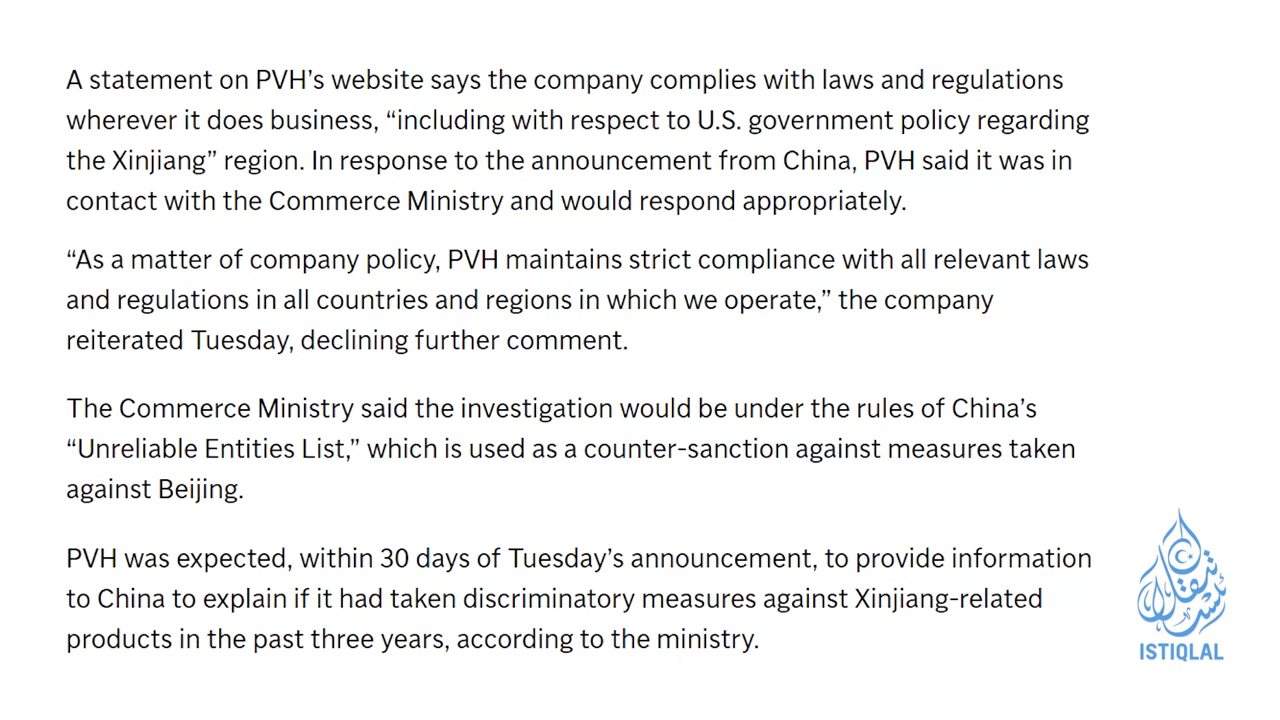 A statement on PVH’s website says the company complies with laws and regulations
wherever it does business, “including with respect to U.S. government policy regarding
the Xinjiang” region. In response to the announcement from China, PVH said it was in
contact with the Commerce Ministry and would respond appropriately.
“As a matter of company policy, PVH maintains strict compliance with all relevant laws
and regulations in all countries and regions in which we operate,” the company
reiterated Tuesday, declining further comment.
The Commerce Ministry said the investigation would be under the rules of China’s
“Unreliable Entities List,” which is used as a counter-sanction against measures taken
against Beijing.
PVH was expected, within 30 days of Tuesday’s announcement, to provide information
to China to explain if it had taken discriminatory measures against Xinjiang-related
products in the past three years, according to the ministry.
ISTIQLAL